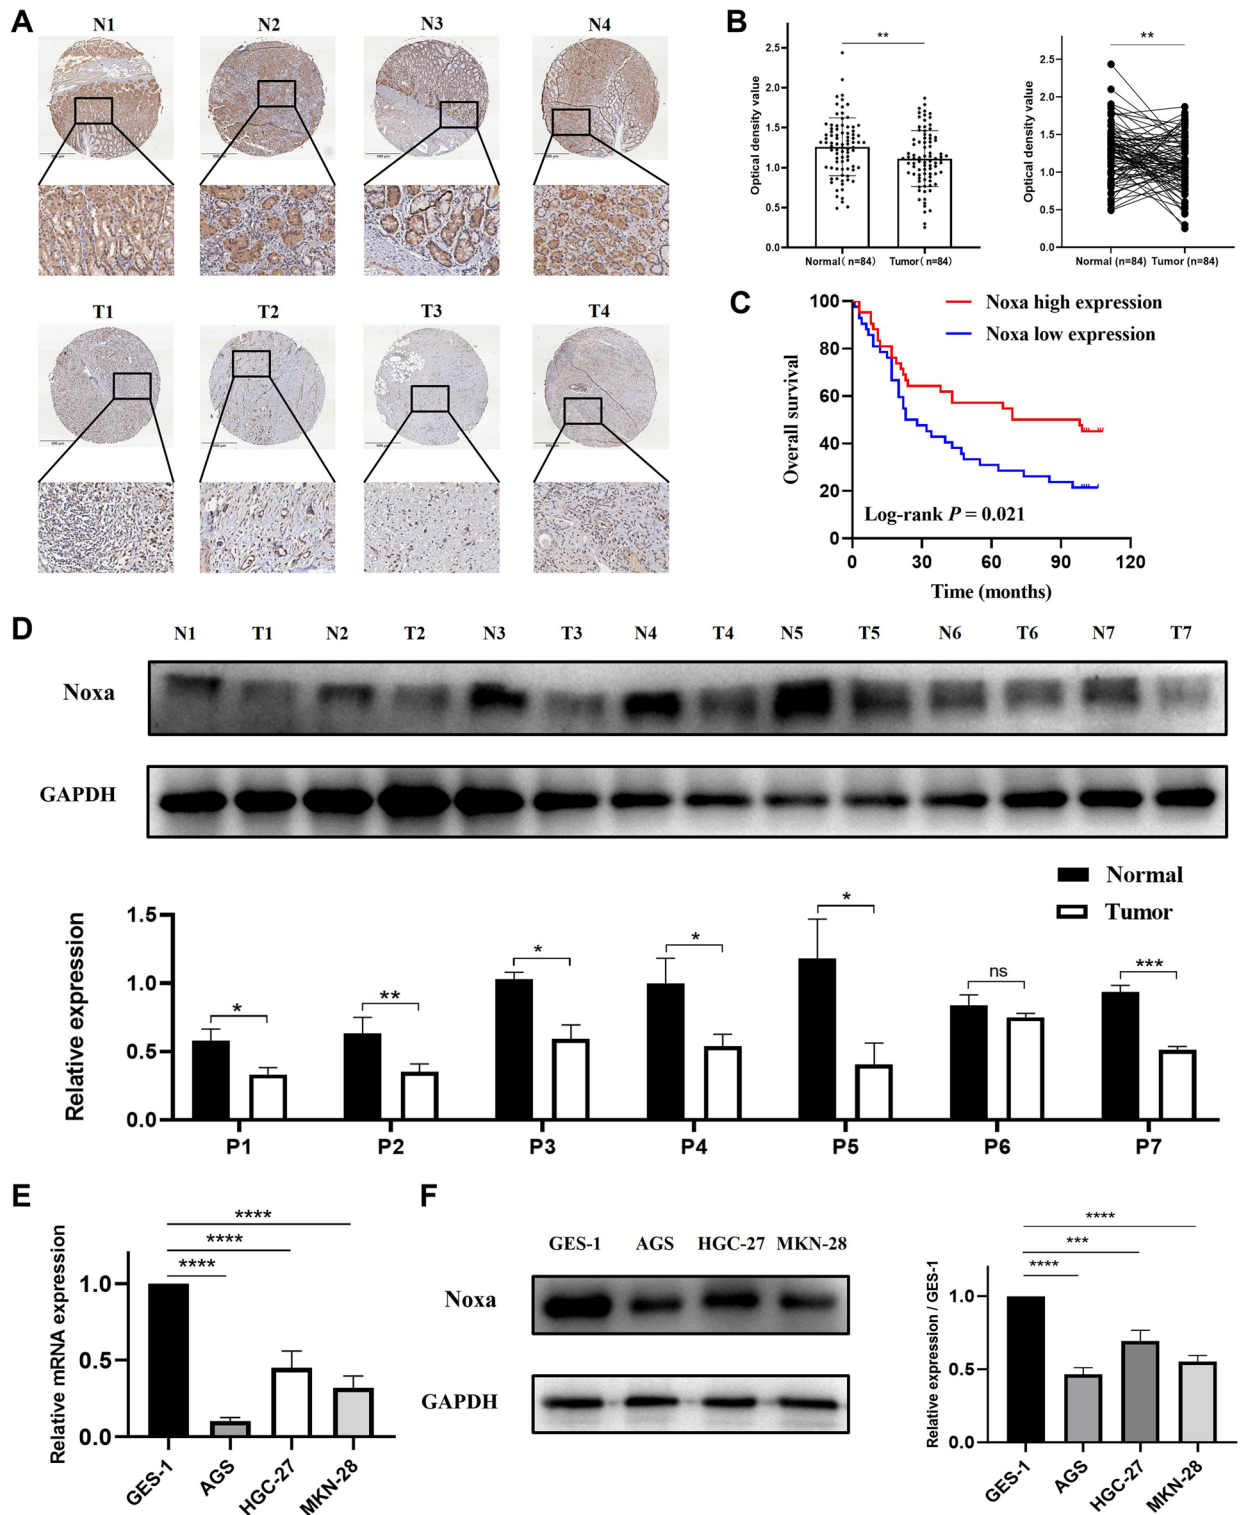 A
N1 N2 N3 N4
T1 T2 T3 T4
B
**
Optical density value
2.5
2.0
1.5
1.0
0.5
0.0
Normal( n=84) Tumor( n=84)
**
Optical density value
2.5
2.0
1.5
1.0
0.5
0.0
Normal (n=84) Tumor (n=84)
C
Noxa high expression
Noxa low expression
Overall survival
100
80
60
40
20
0
Log-rank P = 0.021
0 30 60 90 120
Time (months)
D
N1 T1 N2 T2 N3 T3 N4 T4 N5 T5 N6 T6 N7 T7
Noxa
GAPDH
Normal
Tumor
Relative expression
1.5
1.0
0.5
0.0
* ** * * * ns ***
P1 P2 P3 P4 P5 P6 P7
E
****
****
****
Relative mRNA expression
1.0
0.5
0.0
GES-1 AGS HGC-27 MKN-28
F
GES-1 AGS HGC-27 MKN-28
Noxa
GAPDH
****
***
****
Relative expression / GES-1
1.0
0.5
0.0
GES-1 AGS HGC-27 MKN-28